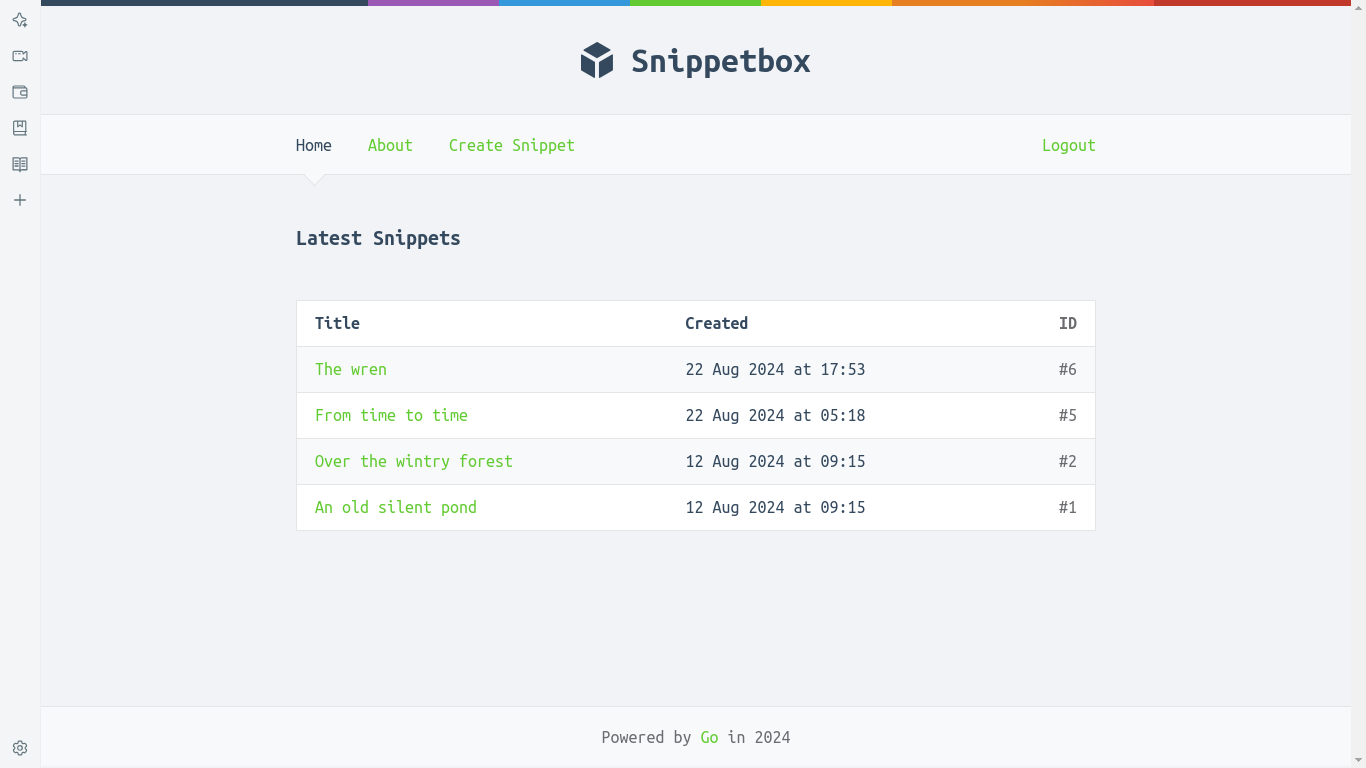 Snippetbox
Home About Create Snippet Logout
Latest Snippets
Title Created ID
The wren 22 Aug 2024 at 17:53 #6
From time to time 22 Aug 2024 at 05:18 #5
Over the wintry forest 12 Aug 2024 at 09:15 #2
An old silent pond 12 Aug 2024 at 09:15 #1
Powered by Go in 2024